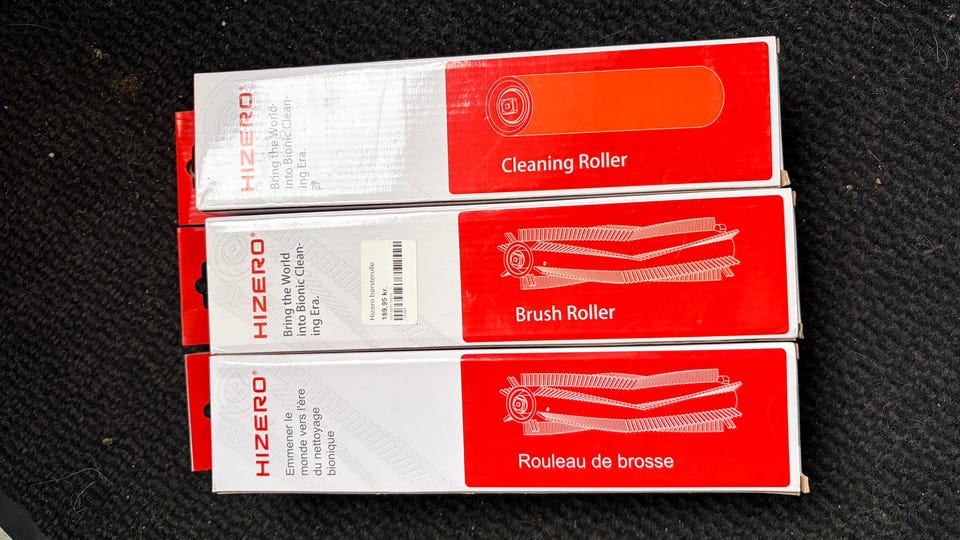 HIZERO®
Bring the World
into Bionic Clean-
ing Era.
Cleaning Roller
HIZERO®
Bring the World
into Bionic Clean-
ing Era.
Hizero børsterulle
189,95 kr.
Brush Roller
HIZERO®
Emmener le
monde vers l'ère
du nettoyage
bionique
Rouleau de brosse